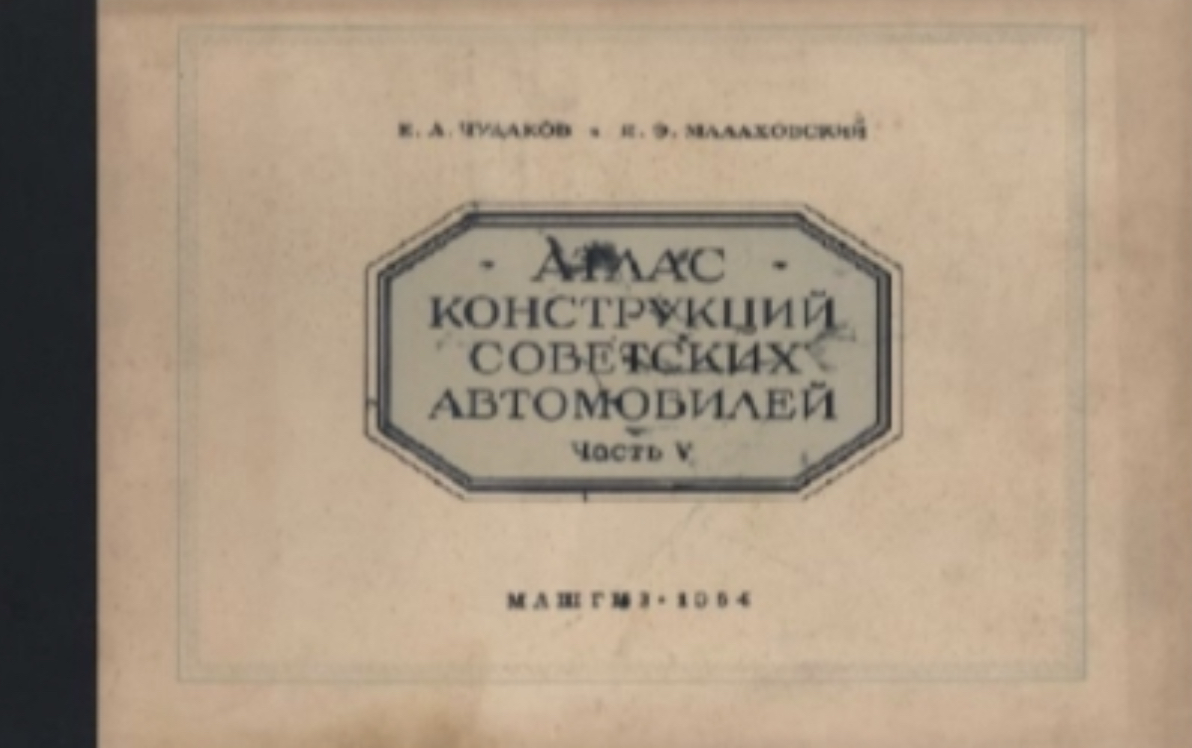 Е. А. ЧУДАКОВ и Я. Э. МАЛАХОВСКИЙ
АТЛАС
КОНСТРУКЦИЙ
СОВЕТСКИХ
АВТОМОБИЛЕЙ
Часть V
МАШГИЗ · 1954